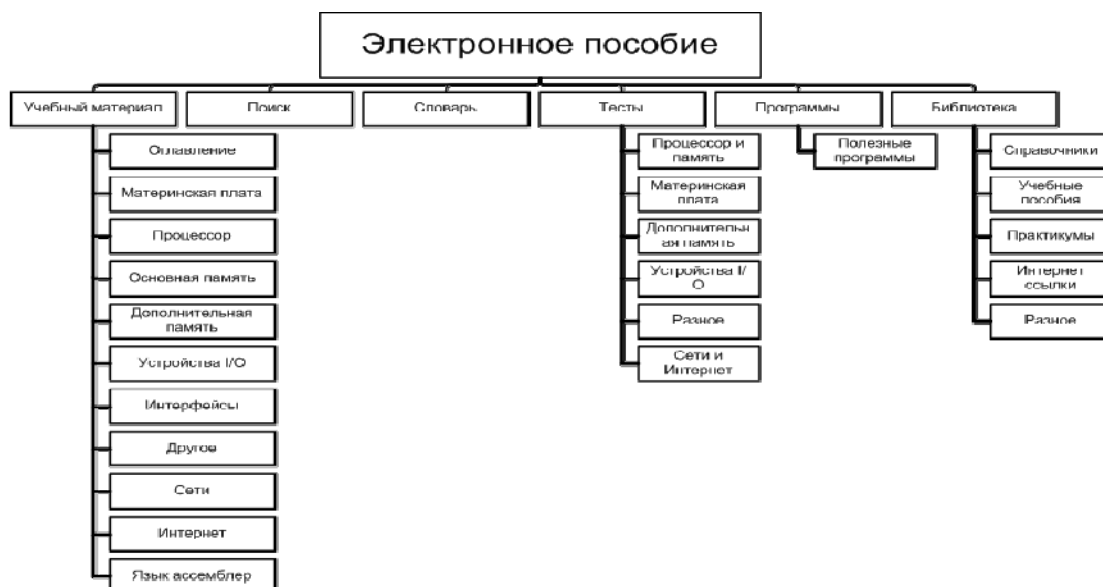 Электронное пособие
Учебный материал
Поиск
Словарь
Тесты
Программы
Библиотека
Оглавление
Материнская плата
Процессор
Основная память
Дополнительная
память
Устройства I/O
Интерфейсы
Другое
Сети
Интернет
Язык ассемблер
Процессор и
память
Материнская
плата
Дополнительн
ая память
Устройства I/
O
Разное
Сети и
Интернет
Полезные
программы
Справочники
Учебные
пособия
Практикумы
Интернет
ссылки
Разное